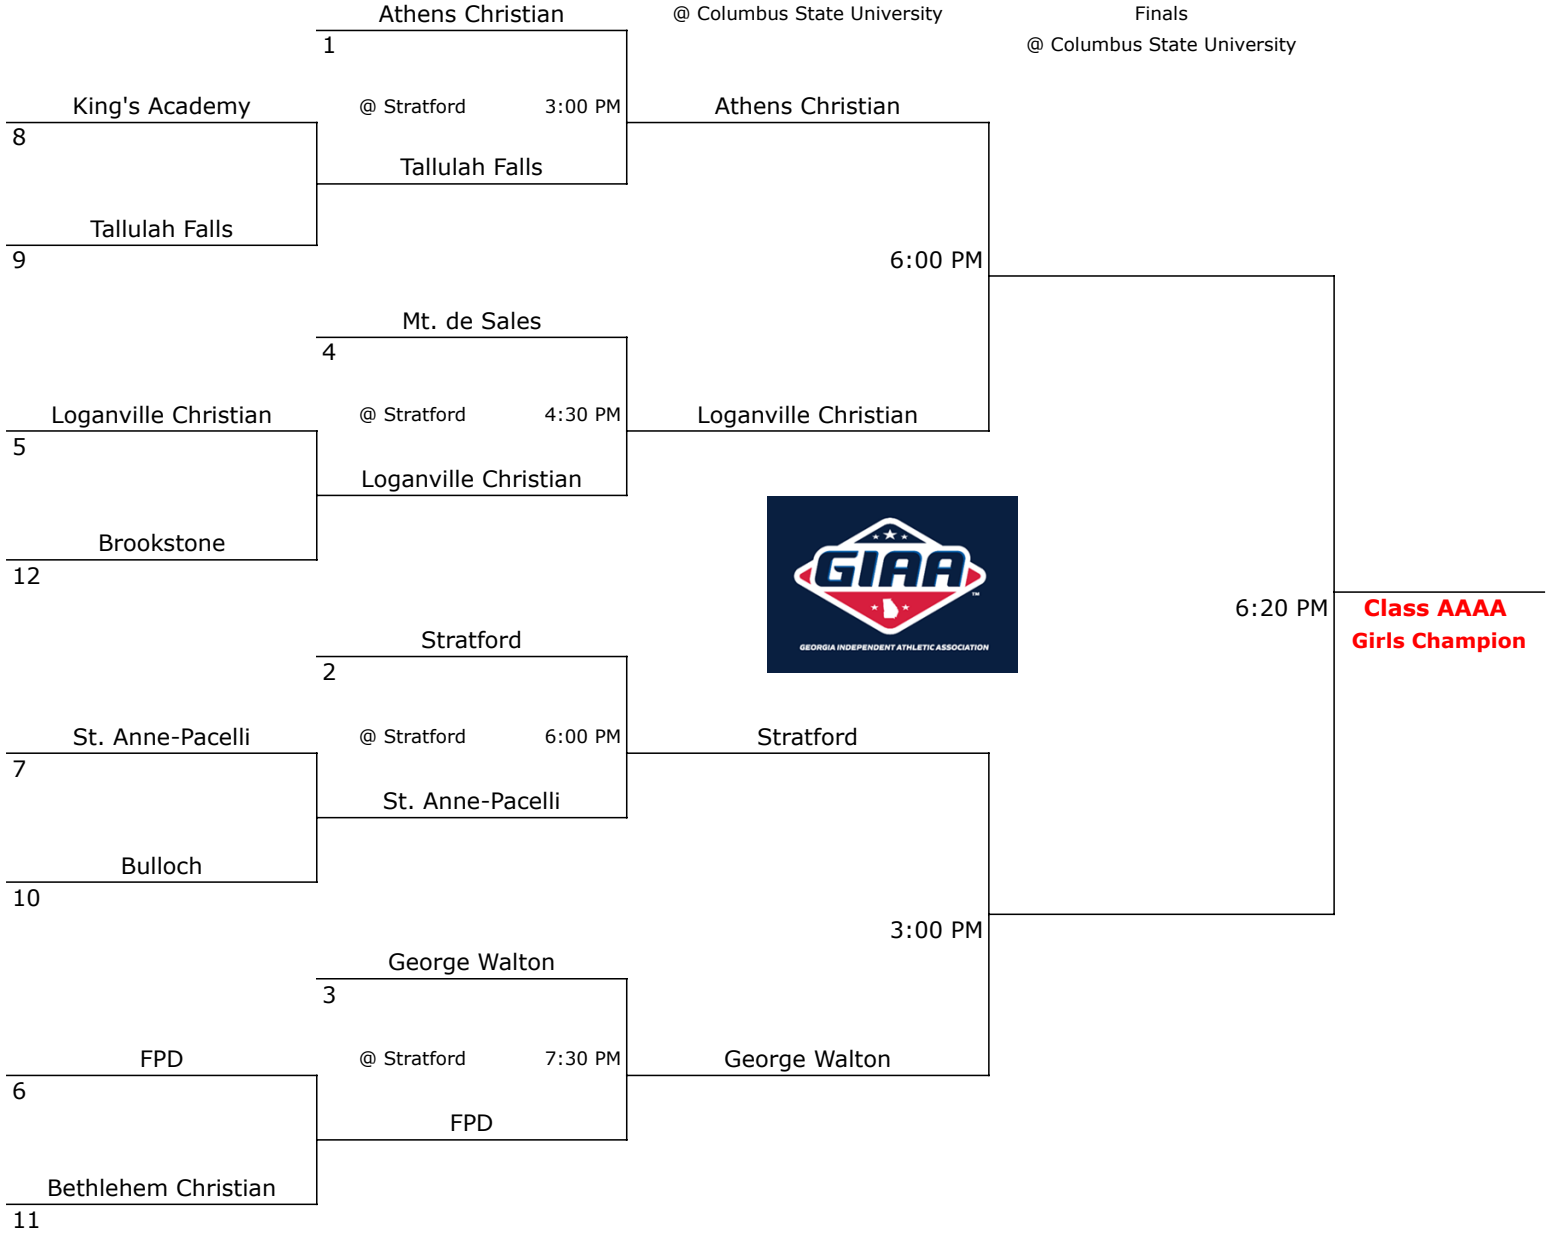 Athens Christian
@ Columbus State University
Finals
1
@ Columbus State University
King's Academy
@ Stratford
3:00 PM
Athens Christian
8
Tallulah Falls
Tallulah Falls
9
6:00 PM
Mt. de Sales
4
Loganville Christian
@ Stratford
4:30 PM
Loganville Christian
5
Loganville Christian
Brookstone
12
GIAA
TM
GEORGIA INDEPENDENT ATHLETIC ASSOCIATION
6:20 PM
Class AAAA
Girls Champion
Stratford
2
St. Anne-Pacelli
@ Stratford
6:00 PM
Stratford
7
St. Anne-Pacelli
Bulloch
10
3:00 PM
George Walton
3
FPD
@ Stratford
7:30 PM
George Walton
6
FPD
Bethlehem Christian
11